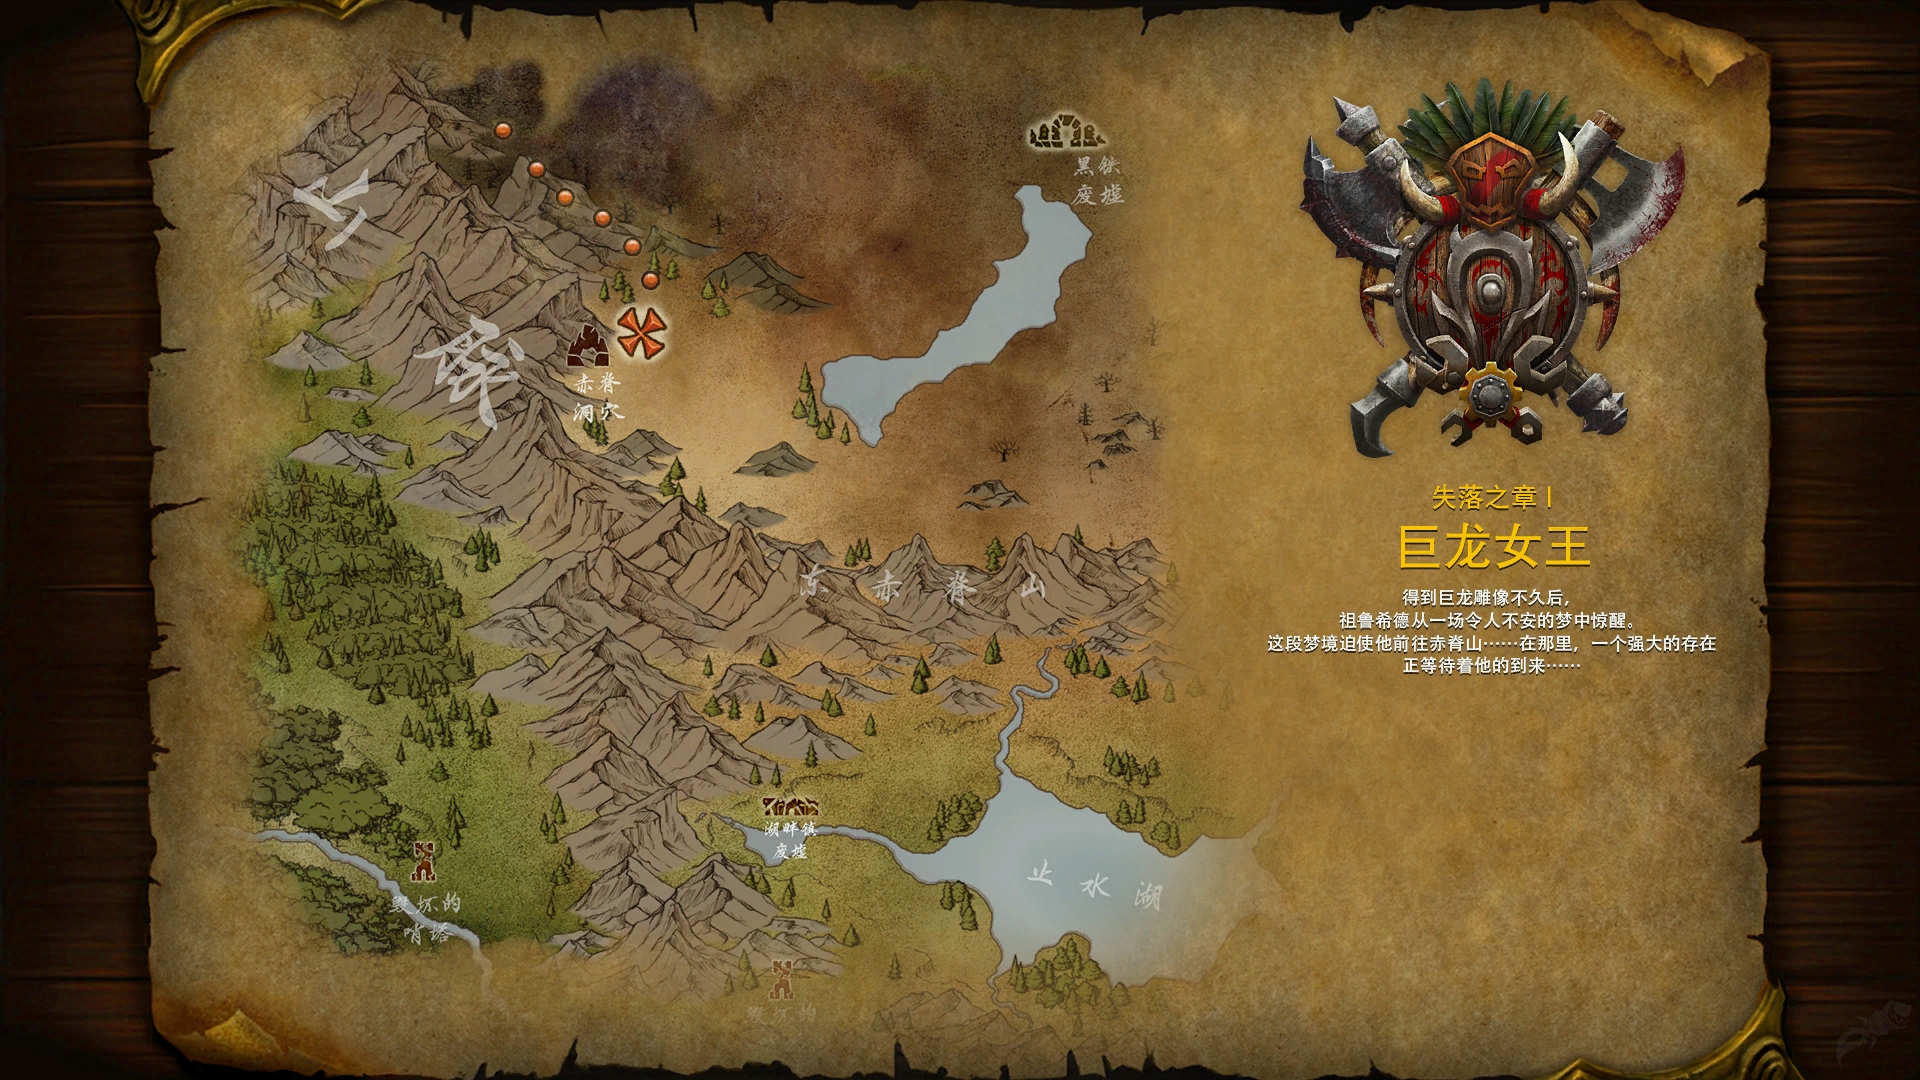 黑铁
废墟
赤脊
洞穴
东赤脊山
湖畔镇
废墟
止水湖
毁坏的
哨塔
毁坏的
失落之章 I
巨龙女王
得到巨龙雕像不久后,
祖鲁希德从一场令人不安的梦中惊醒。
这段梦境迫使他前往赤脊山……在那里,一个强大的存在
正等待着他的到来……